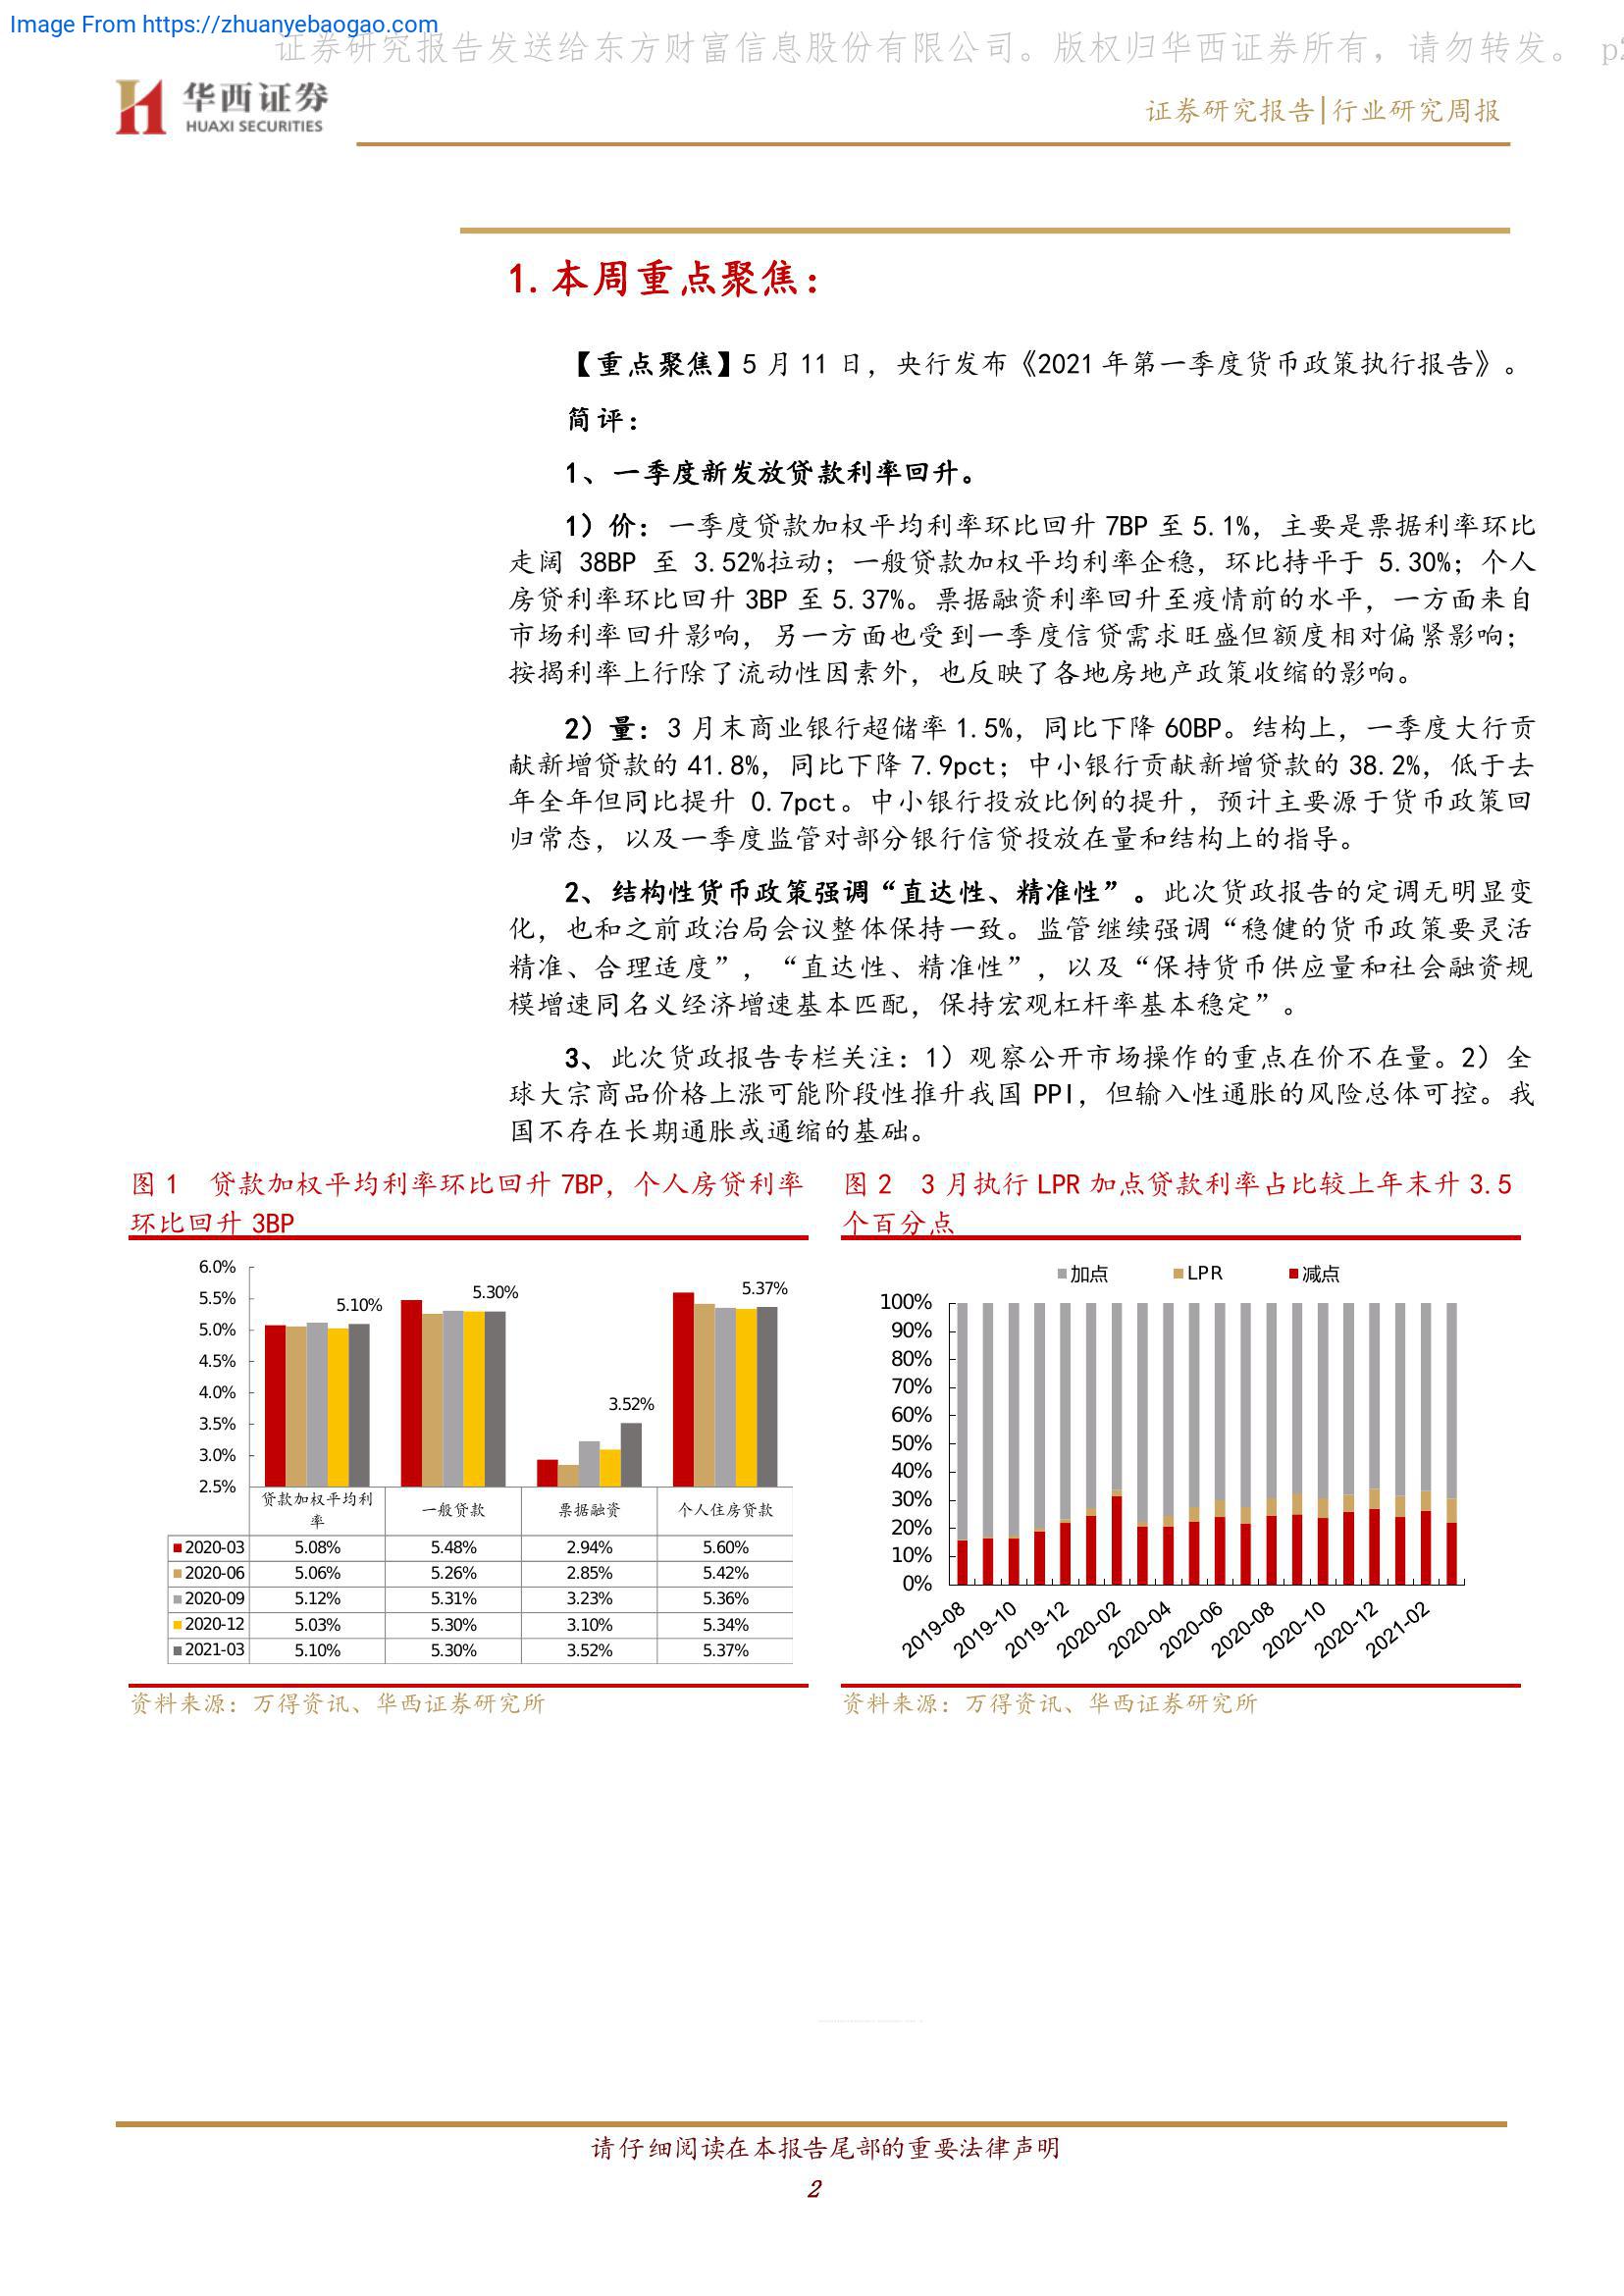 Image From https://zhuanyebaogao.com
证券研究报告发送给东方财富信息股份有限公司。版权归华西证券所有，请勿转发。 p2
华西证券
HUAXI SECURITIES
证券研究报告|行业研究周报
1.本周重点聚焦：
【重点聚焦】5 月 11 日，央行发布《2021 年第一季度货币政策执行报告》。
简评：
1、一季度新发放贷款利率回升。
1）价：一季度贷款加权平均利率环比回升 7BP 至 5.1%，主要是票据利率环比
走阔 38BP 至 3.52%拉动；一般贷款加权平均利率企稳，环比持平于 5.30%；个人
房贷利率环比回升 3BP 至 5.37%。票据融资利率回升至疫情前的水平，一方面来自
市场利率回升影响，另一方面也受到一季度信贷需求旺盛但额度相对偏紧影响；
按揭利率上行除了流动性因素外，也反映了各地房地产政策收缩的影响。
2）量：3 月末商业银行超储率 1.5%，同比下降 60BP。结构上，一季度大行贡
献新增贷款的 41.8%，同比下降 7.9pct；中小银行贡献新增贷款的 38.2%，低于去
年全年但同比提升 0.7pct。中小银行投放比例的提升，预计主要源于货币政策回
归常态，以及一季度监管对部分银行信贷投放在量和结构上的指导。
2、结构性货币政策强调“直达性、精准性”。此次货政报告的定调无明显变
化，也和之前政治局会议整体保持一致。监管继续强调“稳健的货币政策要灵活
精准、合理适度”，“直达性、精准性”，以及“保持货币供应量和社会融资规
模增速同名义经济增速基本匹配，保持宏观杠杆率基本稳定”。
3、此次货政报告专栏关注：1）观察公开市场操作的重点在价不在量。2）全
球大宗商品价格上涨可能阶段性推升我国 PPI，但输入性通胀的风险总体可控。我
国不存在长期通胀或通缩的基础。
图 1 贷款加权平均利率环比回升 7BP，个人房贷利率
环比回升 3BP
6.0%
5.5%
5.0%
4.5%
4.0%
3.5%
3.0%
2.5%
5.10%
5.30%
3.52%
5.37%
贷款加权平均利
率
一般贷款
票据融资
个人住房贷款
2020-03 5.08% 5.48% 2.94% 5.60%
2020-06 5.06% 5.26% 2.85% 5.42%
2020-09 5.12% 5.31% 3.23% 5.36%
2020-12 5.03% 5.30% 3.10% 5.34%
2021-03 5.10% 5.30% 3.52% 5.37%
资料来源：万得资讯、华西证券研究所
图 2 3 月执行 LPR 加点贷款利率占比较上年末升 3.5
个百分点
加点 LPR 减点
100%
90%
80%
70%
60%
50%
40%
30%
20%
10%
0%
2019-08 2019-10 2019-12 2020-02 2020-04 2020-06 2020-08 2020-10 2020-12 2021-02
资料来源：万得资讯、华西证券研究所
请仔细阅读在本报告尾部的重要法律声明
2